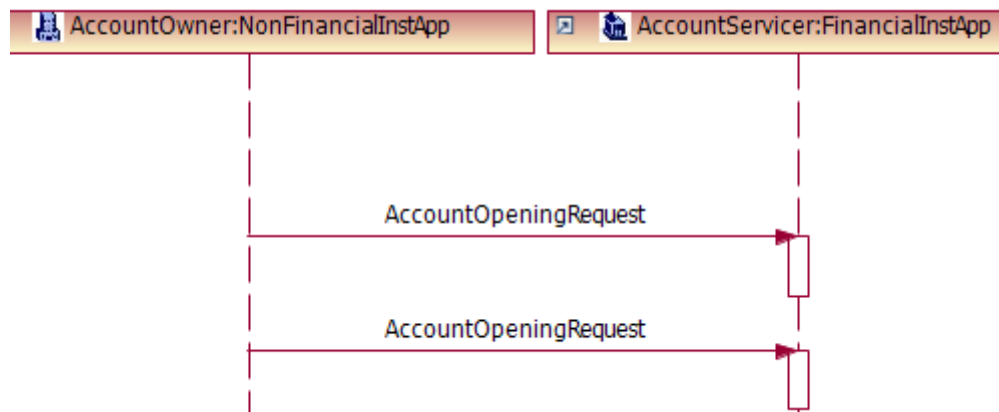 AccountOwner:NonFinancialInstApp
AccountServicer:FinancialInstApp
AccountOpeningRequest
AccountOpeningRequest